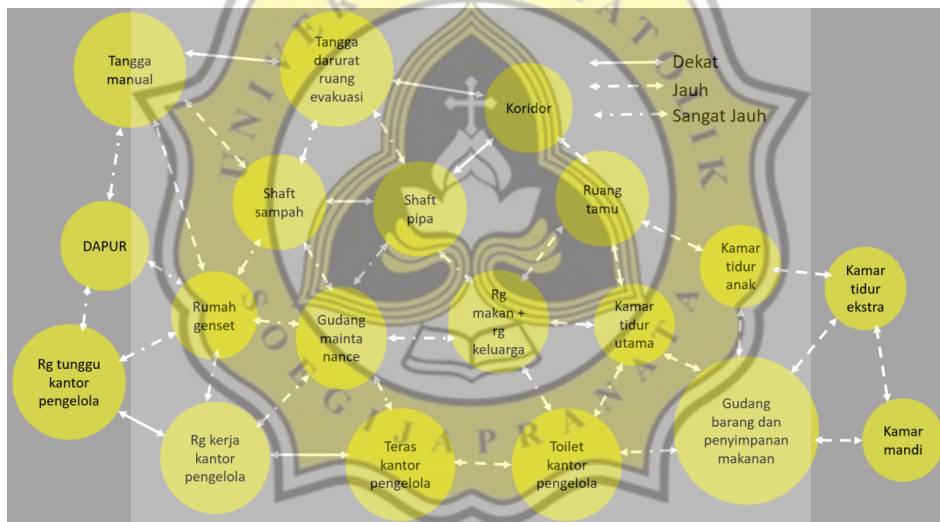 Tangga
manual
Tangga
darurat
ruang
evakuasi
Koridor
Dekat
Jauh
Sangat Jauh
Shaft
sampah
Shaft
pipa
Ruang
tamu
DAPUR
Kamar
tidur
anak
Kamar
tidur
ekstra
Rumah
genset
Gudang
mainta
nance
Rg
makan +
rg
keluarga
Kamar
tidur
utama
Rg tunggu
kantor
pengelola
Rg kerja
kantor
pengelola
Teras
kantor
pengelola
Toilet
kantor
pengelola
Gudang
barang dan
penyimpanan
makanan
Kamar
mandi
SOEGIJAPRANATA